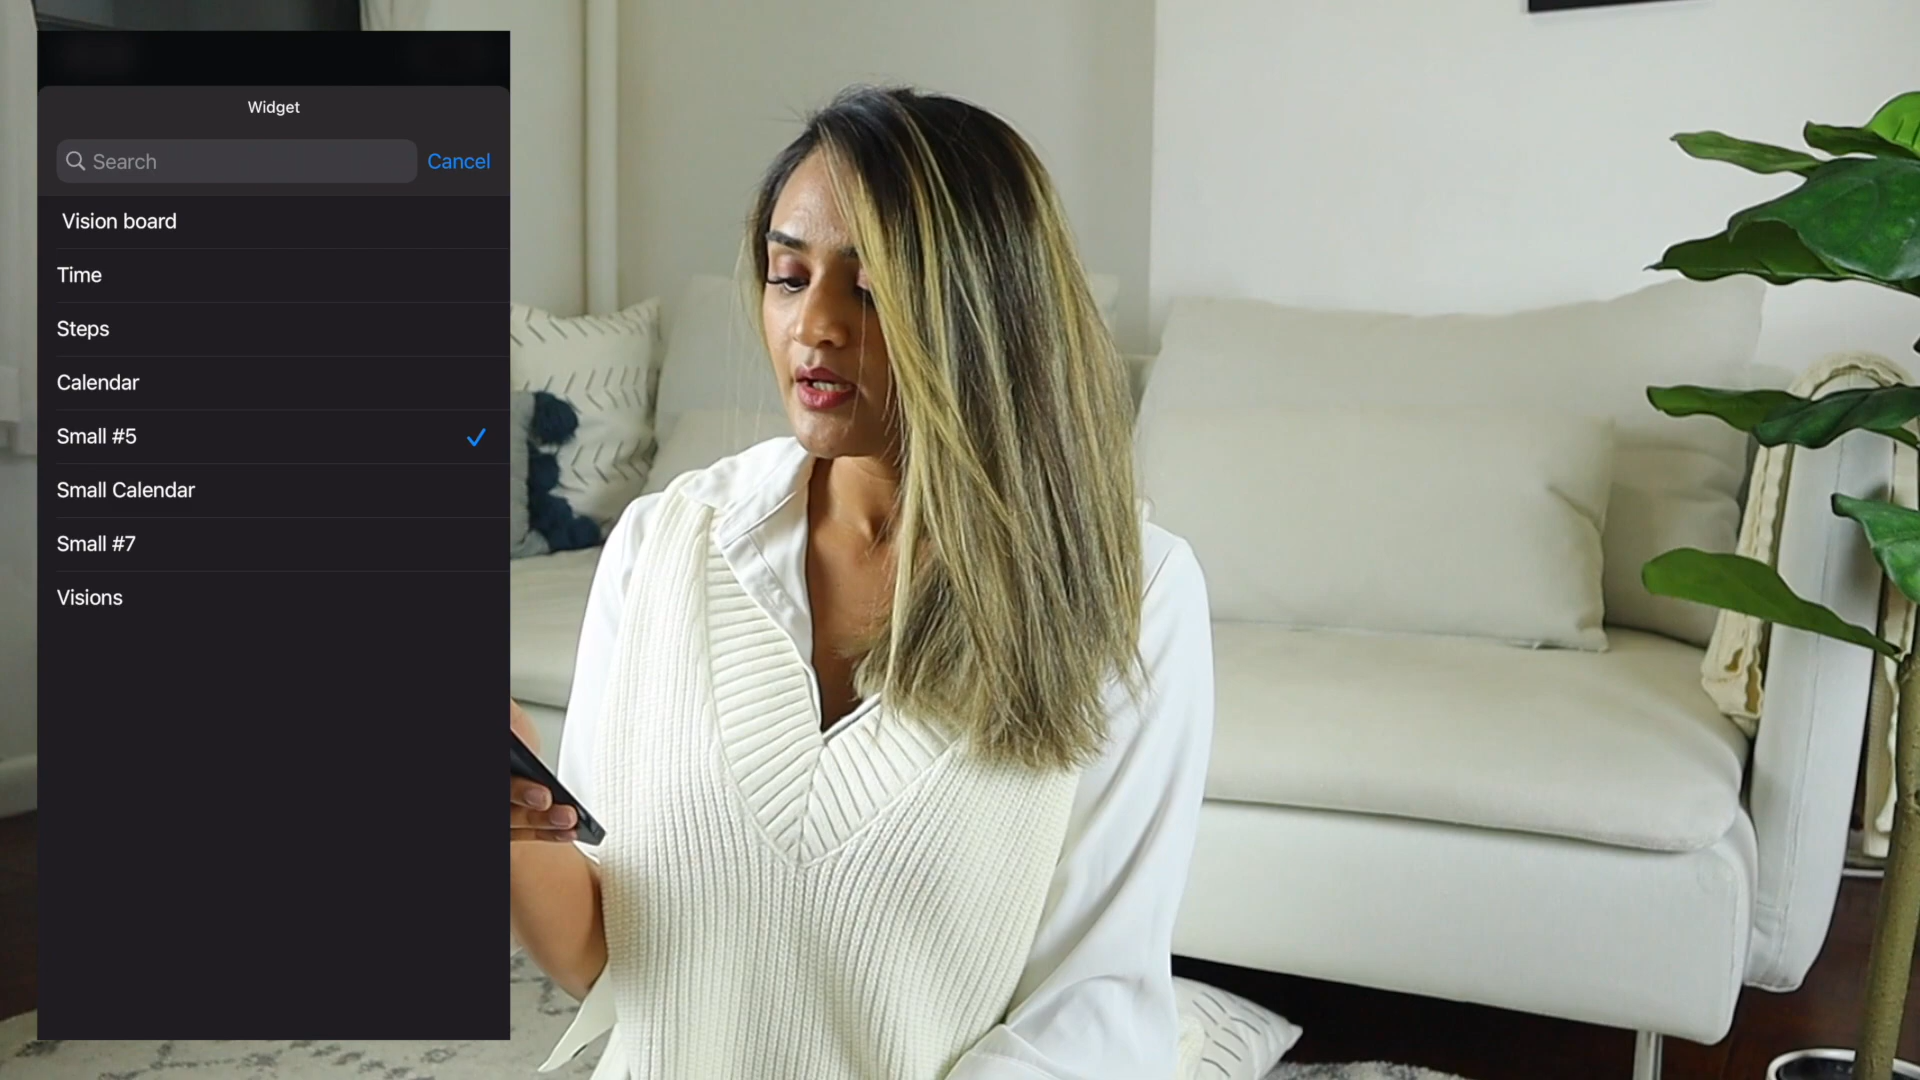 Widget
Search
Cancel
Vision board
Time
Steps
Calendar
Small #5
Small Calendar
Small #7
Visions